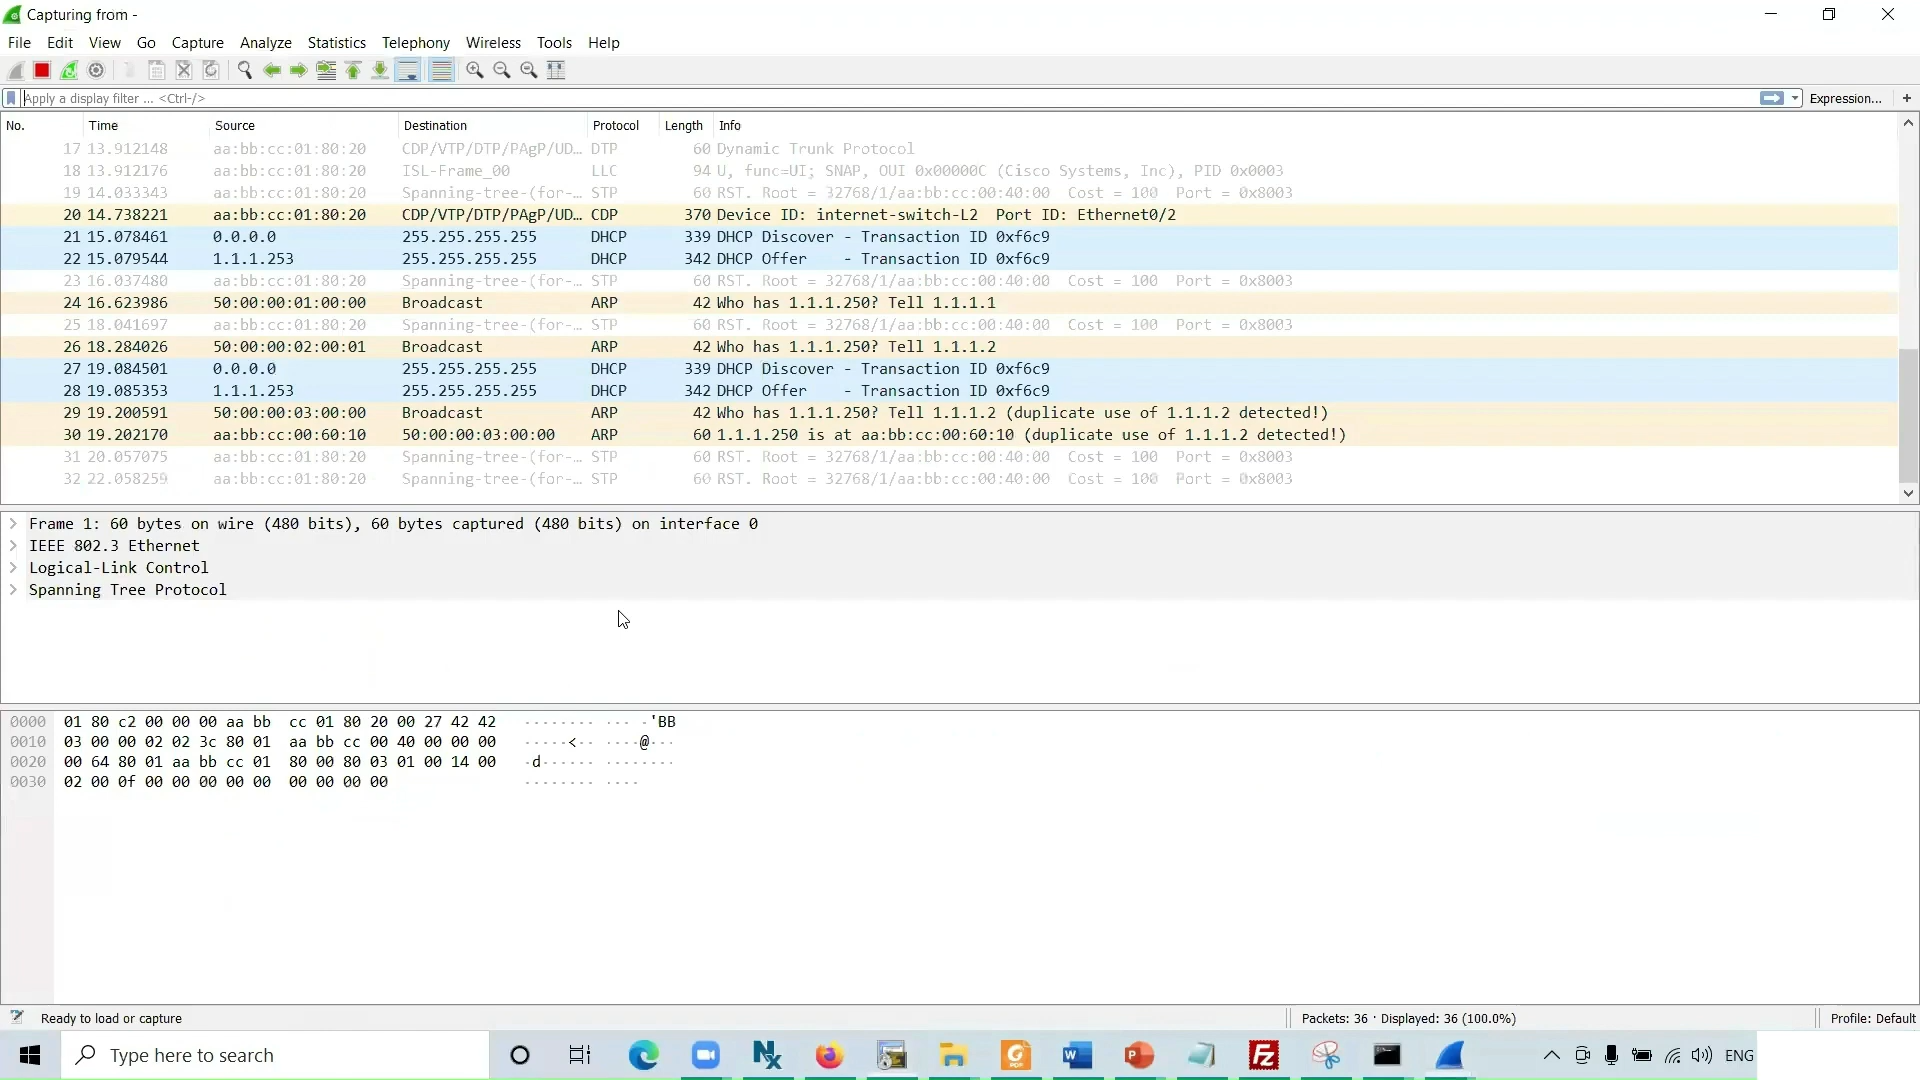 Capturing from -
File Edit View Go Capture Analyze Statistics Telephony Wireless Tools Help
Apply a display filter ... <Ctrl-/> Expression... +
No. Time Source Destination Protocol Length Info
17 13.912148 aa:bb:cc:01:80:20 CDP/VTP/DTP/PAgP/UD... DTP 60 Dynamic Trunk Protocol
18 13.912176 aa:bb:cc:01:80:20 ISL-Frame_00 LLC 94 U, func=UI; SNAP, OUI 0x00000C (Cisco Systems, Inc), PID 0x0003
19 14.033343 aa:bb:cc:01:80:20 Spanning-tree-(for-... STP 60 RST. Root = 32768/1/aa:bb:cc:00:40:00 Cost = 100 Port = 0x8003
20 14.738221 aa:bb:cc:01:80:20 CDP/VTP/DTP/PAgP/UD... CDP 370 Device ID: internet-switch-L2 Port ID: Ethernet0/2
21 15.078461 0.0.0.0 255.255.255.255 DHCP 339 DHCP Discover - Transaction ID 0xf6c9
22 15.079544 1.1.1.253 255.255.255.255 DHCP 342 DHCP Offer - Transaction ID 0xf6c9
23 16.037480 aa:bb:cc:01:80:20 Spanning-tree-(for-... STP 60 RST. Root = 32768/1/aa:bb:cc:00:40:00 Cost = 100 Port = 0x8003
24 16.623986 50:00:00:01:00:00 Broadcast ARP 42 Who has 1.1.1.250? Tell 1.1.1.1
25 18.041697 aa:bb:cc:01:80:20 Spanning-tree-(for-... STP 60 RST. Root = 32768/1/aa:bb:cc:00:40:00 Cost = 100 Port = 0x8003
26 18.284026 50:00:00:02:00:01 Broadcast ARP 42 Who has 1.1.1.250? Tell 1.1.1.2
27 19.084501 0.0.0.0 255.255.255.255 DHCP 339 DHCP Discover - Transaction ID 0xf6c9
28 19.085353 1.1.1.253 255.255.255.255 DHCP 342 DHCP Offer - Transaction ID 0xf6c9
29 19.200591 50:00:00:03:00:00 Broadcast ARP 42 Who has 1.1.1.250? Tell 1.1.1.2 (duplicate use of 1.1.1.2 detected!)
30 19.202170 aa:bb:cc:00:60:10 50:00:00:03:00:00 ARP 60 1.1.1.250 is at aa:bb:cc:00:60:10 (duplicate use of 1.1.1.2 detected!)
31 20.057075 aa:bb:cc:01:80:20 Spanning-tree-(for-... STP 60 RST. Root = 32768/1/aa:bb:cc:00:40:00 Cost = 100 Port = 0x8003
32 22.058259 aa:bb:cc:01:80:20 Spanning-tree-(for-... STP 60 RST. Root = 32768/1/aa:bb:cc:00:40:00 Cost = 100 Port = 0x8003
Frame 1: 60 bytes on wire (480 bits), 60 bytes captured (480 bits) on interface 0
IEEE 802.3 Ethernet
Logical-Link Control
Spanning Tree Protocol
0000 01 80 c2 00 00 00 aa bb cc 01 80 20 00 27 42 42 ········ ··· ·'BB
0010 03 00 00 02 02 3c 80 01 aa bb cc 00 40 00 00 00 ·····<·· ····@···
0020 00 64 80 01 aa bb cc 01 80 00 80 03 01 00 14 00 ·d······ ········
0030 02 00 0f 00 00 00 00 00 00 00 00 00 ········ ····
Ready to load or capture Packets: 36 · Displayed: 36 (100.0%) Profile: Default
Type here to search ENG